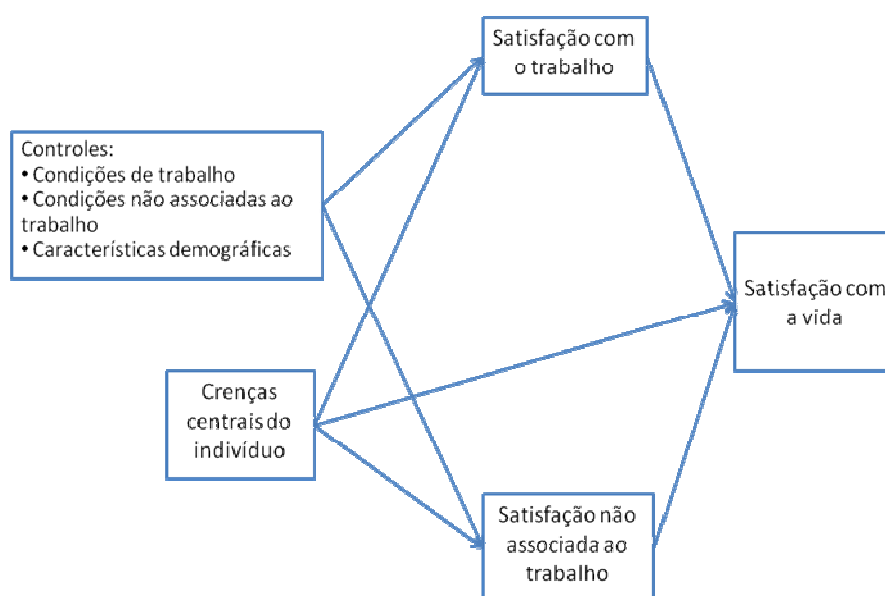 Satisfação com
o trabalho
Controles:
• Condições de trabalho
• Condições não associadas ao
trabalho
• Características demográficas
Satisfação com
a vida
Crenças
centrais do
indivíduo
Satisfação não
associada ao
trabalho